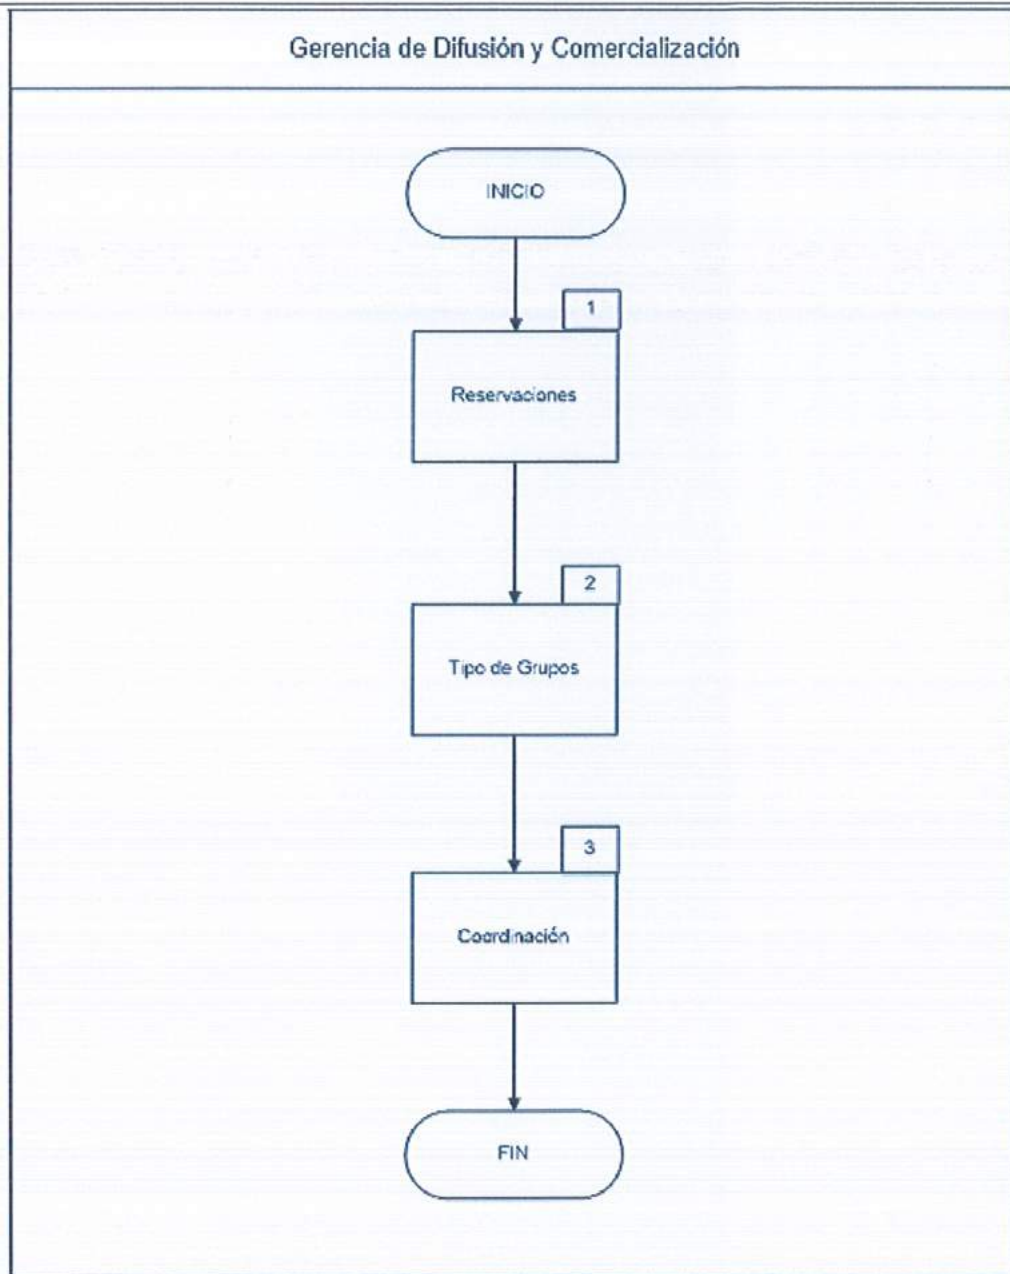 Gerencia de Difusión y Comercialización
INICIO
1
Reservaciones
2
Tipo de Grupos
3
Coordinación
FIN